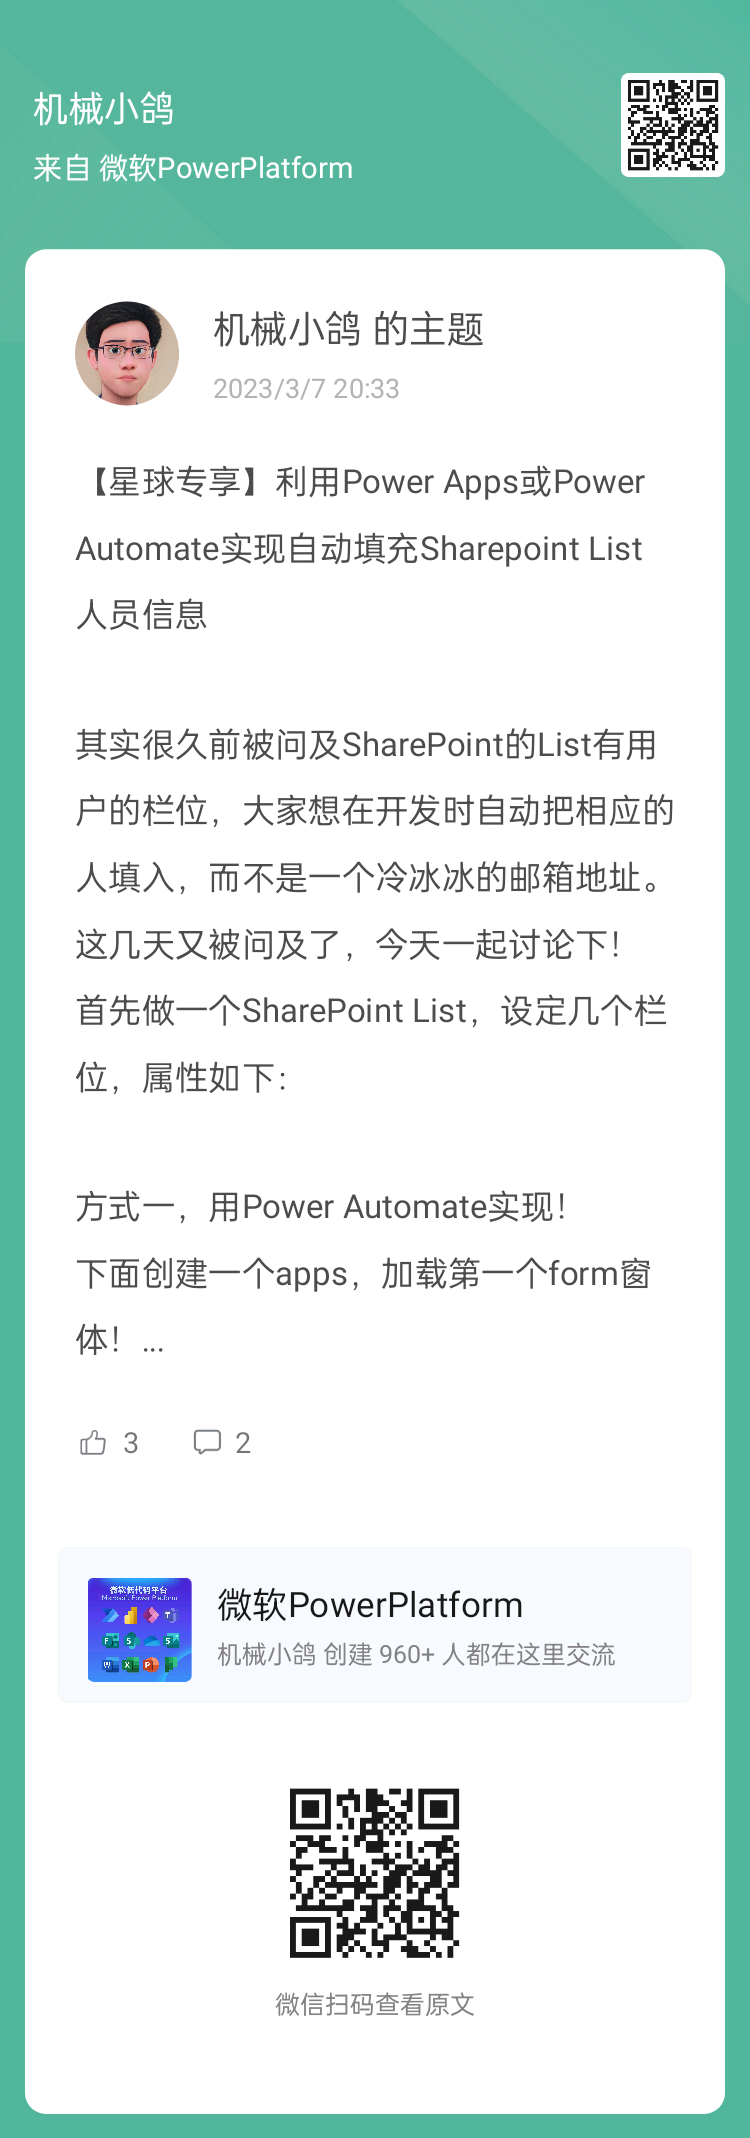 机械小鸽
来自 微软PowerPlatform
机械小鸽 的主题
2023/3/7 20:33
【星球专享】利用Power Apps或Power
Automate实现自动填充Sharepoint List
人员信息
其实很久前被问及SharePoint的List有用
户的栏位，大家想在开发时自动把相应的
人填入，而不是一个冷冰冰的邮箱地址。
这几天又被问及了，今天一起讨论下！
首先做一个SharePoint List，设定几个栏
位，属性如下：
方式一，用Power Automate实现！
下面创建一个apps，加载第一个form窗
体！...
3 2
微软低代码平台
Microsoft Power Platform
微软PowerPlatform
机械小鸽 创建 960+ 人都在这里交流
微信扫码查看原文